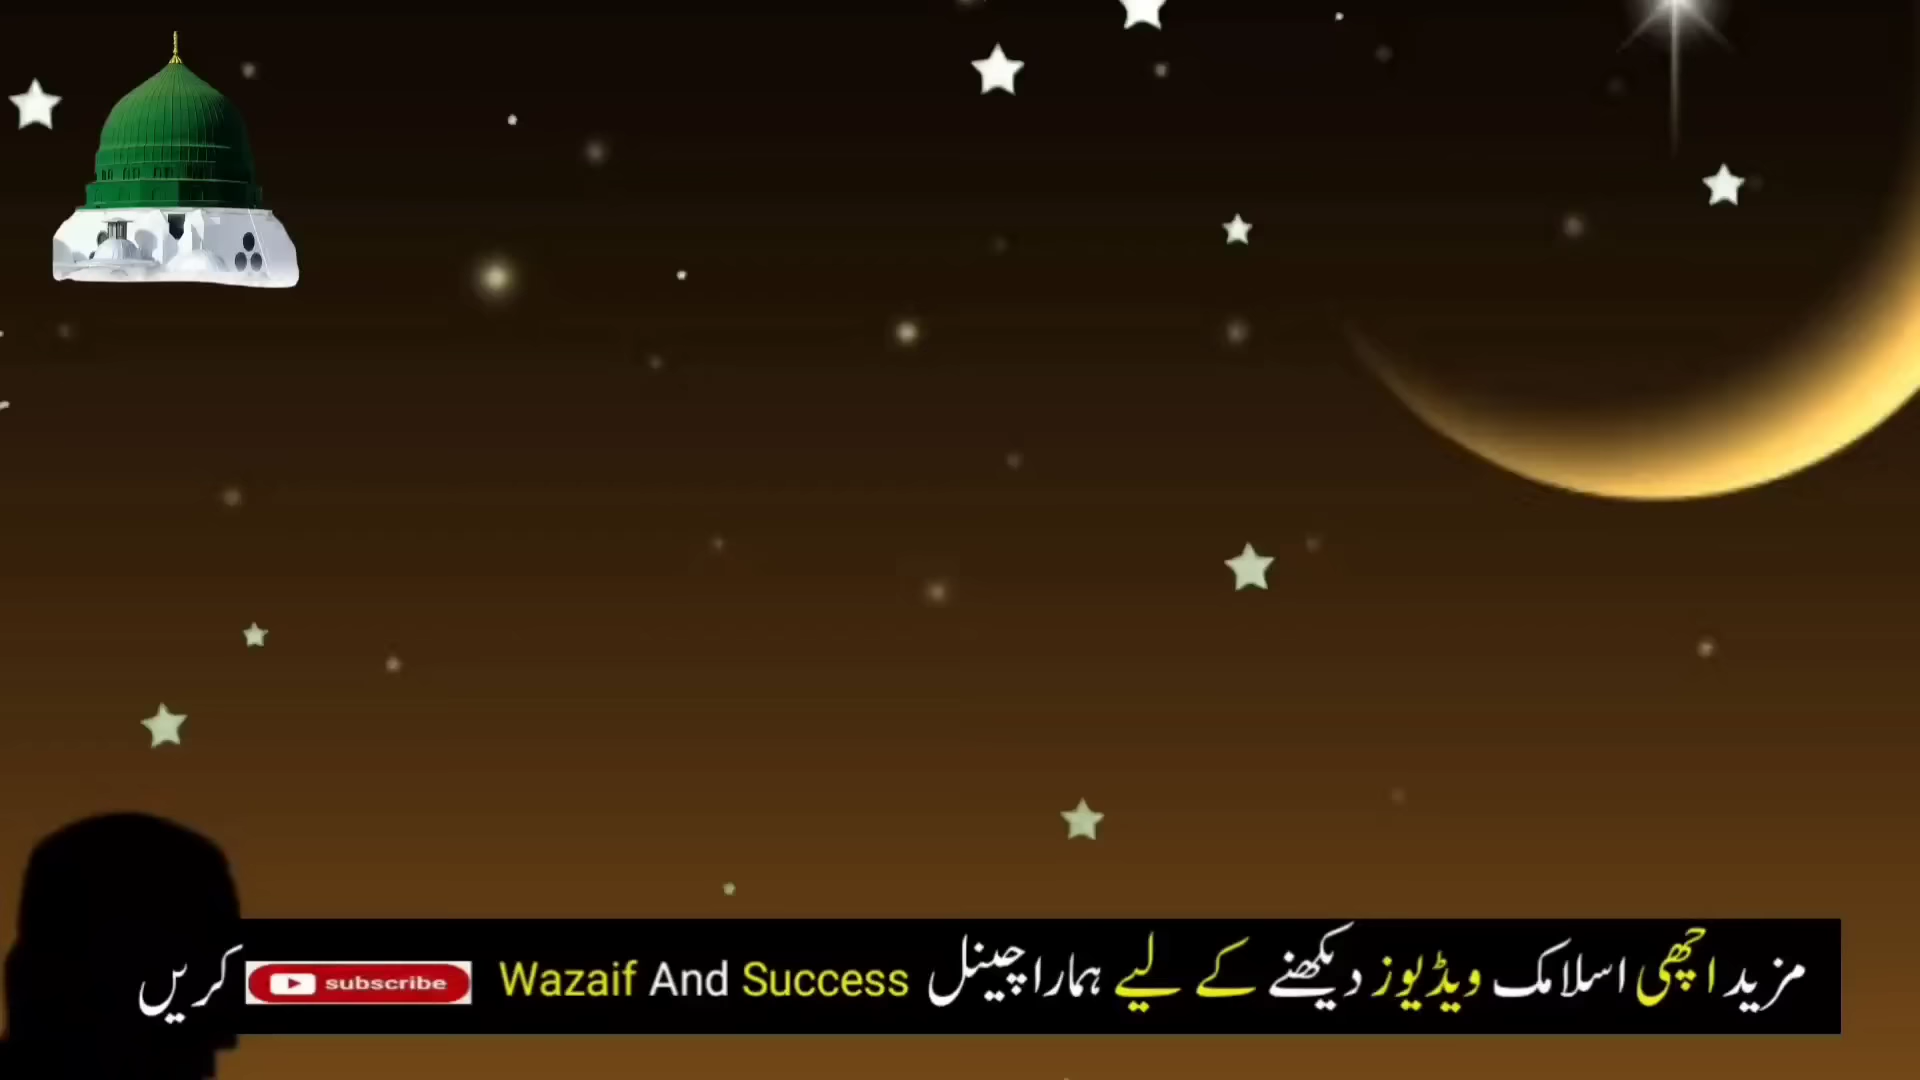 مزید اچھی اسلامک ویڈیوز دیکھنے کے لیے ہمارا چینل Wazaif And Success subscribe کریں